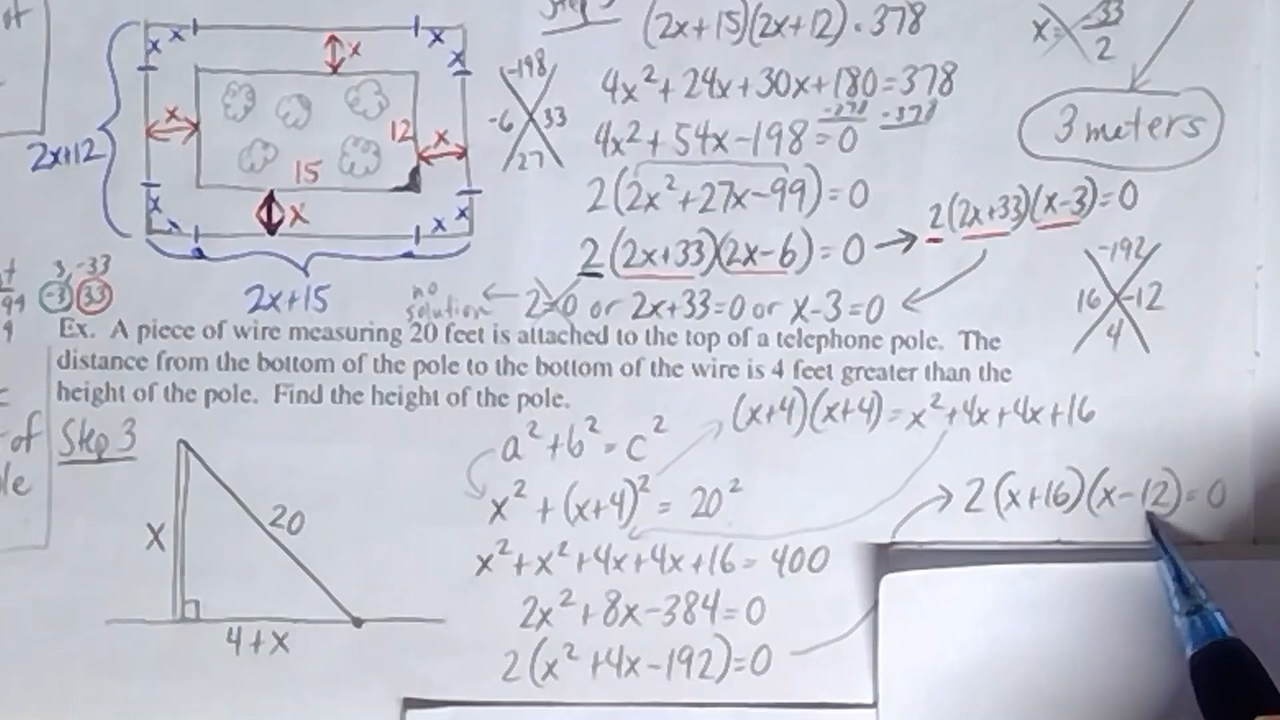 x x x x
x
x 12 x
15
x x
x x x x
2x+12
2x+15
-198
-6 33
27
(2x+15)(2x+12)=378
4x²+24x+30x+180=378
-378 -378
4x²+54x-198=0
2(2x²+27x-99)=0
2(2x+33)(2x-6)=0 → 2(2x+33)(x-3)=0
no solution ← 2=0 or 2x+33=0 or x-3=0
x= -33/2
3 meters
3,-33
-3 33
-192
16 -12
4
Ex. A piece of wire measuring 20 feet is attached to the top of a telephone pole. The
distance from the bottom of the pole to the bottom of the wire is 4 feet greater than the
height of the pole. Find the height of the pole.
of
Step 3
x 20
4+x
a²+b²=c²
(x+4)(x+4)=x²+4x+4x+16
x²+(x+4)²=20²
x²+x²+4x+4x+16=400
2x²+8x-384=0
2(x²+4x-192)=0
→ 2(x+16)(x-12)=0